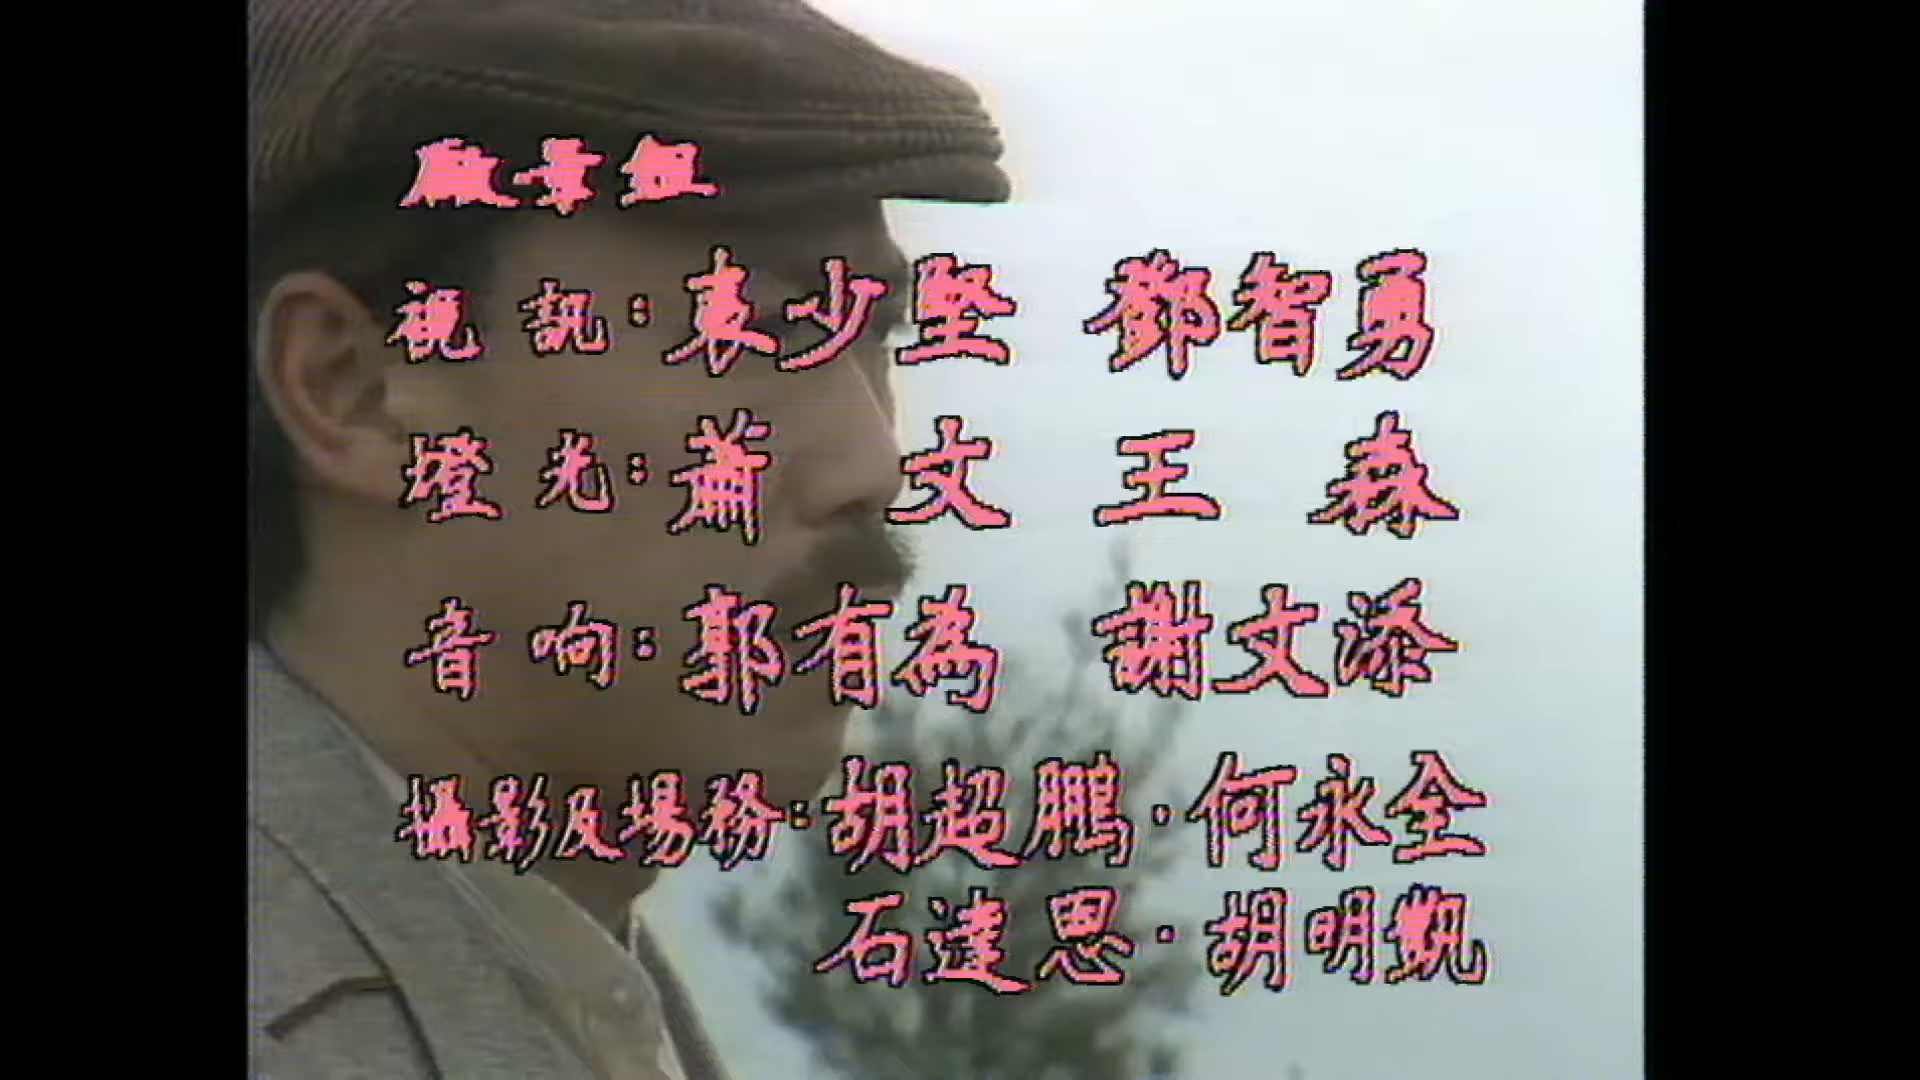 廠景組
視訊:袁少堅 鄧智勇
燈光:蕭文 王森
音响:郭有為 謝文添
攝影及場務:胡超鵬·何永全
石達恩·胡明凱